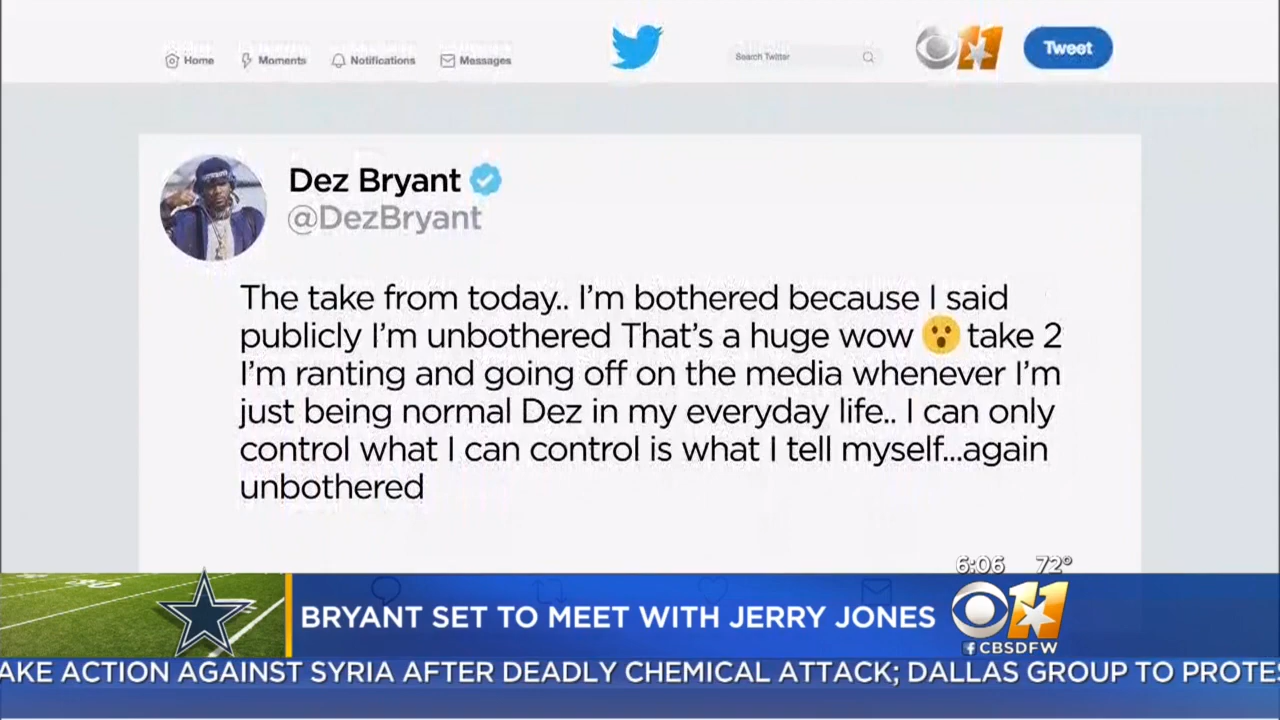 Home Moments Notifications Messages
Search Twitter
11
Tweet
Dez Bryant
@DezBryant
The take from today.. I'm bothered because I said
publicly I'm unbothered That's a huge wow 😮 take 2
I'm ranting and going off on the media whenever I'm
just being normal Dez in my everyday life.. I can only
control what I can control is what I tell myself...again
unbothered
6:06 72°
BRYANT SET TO MEET WITH JERRY JONES
11
f CBSDFW
AKE ACTION AGAINST SYRIA AFTER DEADLY CHEMICAL ATTACK; DALLAS GROUP TO PROTES